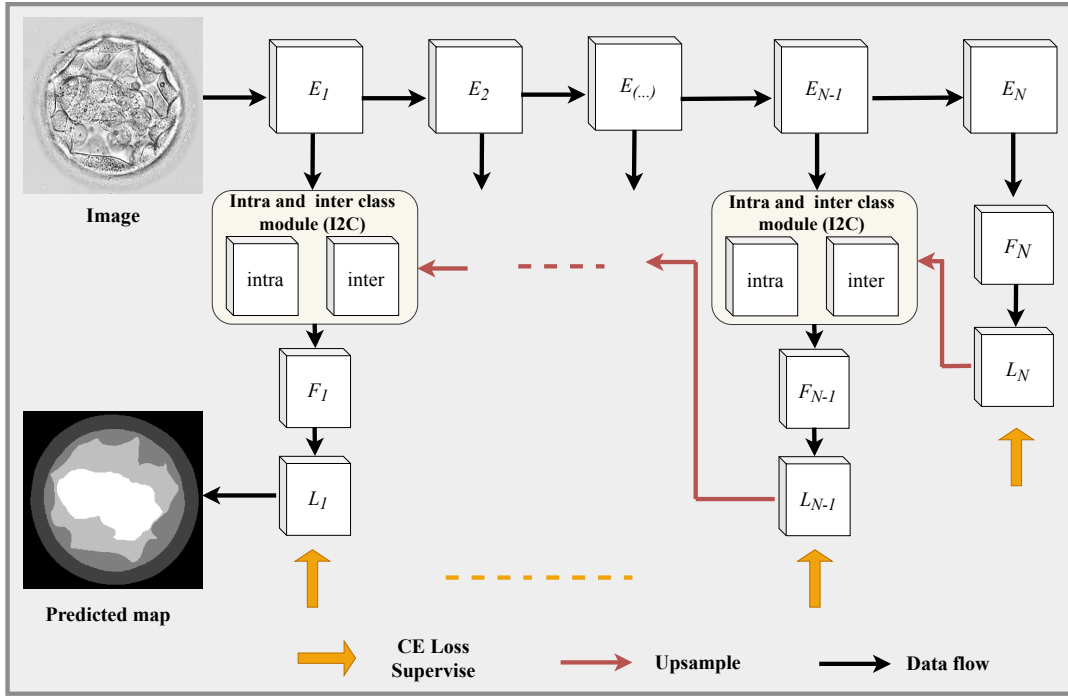 E1
E2
E(...)
EN-1
EN
Image
Intra and inter class
module (I2C)
intra
inter
Intra and inter class
module (I2C)
intra
inter
FN
LN
F1
FN-1
L1
LN-1
Predicted map
CE Loss
Supervise
Upsample
Data flow